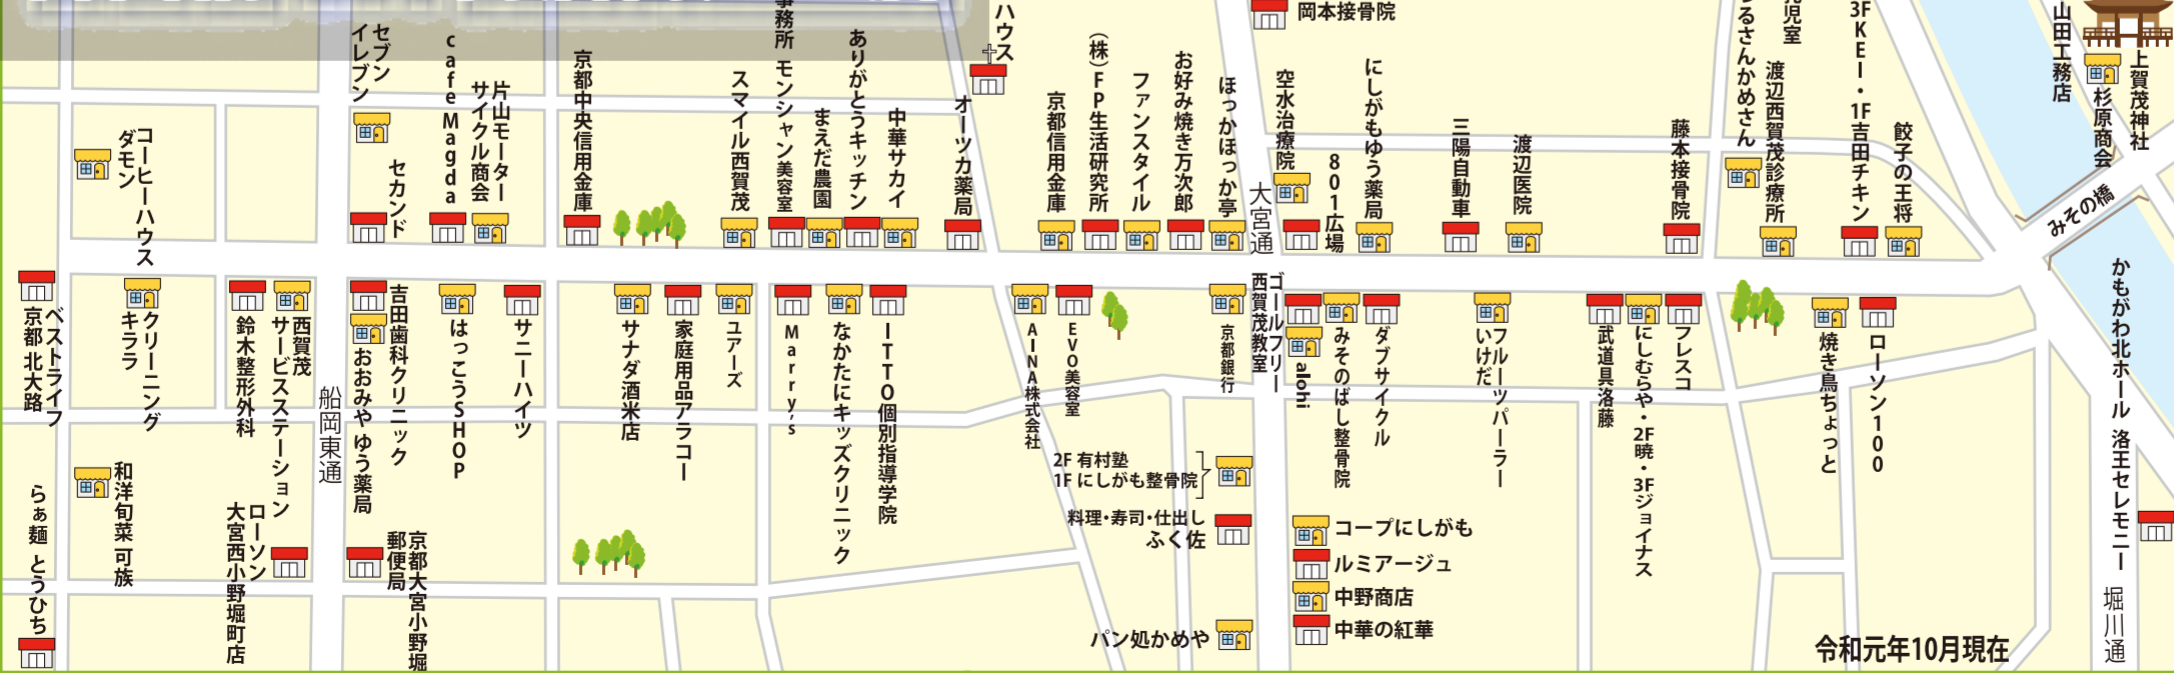 ハウス
岡本接骨院
児室
3F KEI・1F 吉田チキン
山田工務店
上賀茂神社
杉原商会
セブン
イレブン
cafe Magda
片山モーター
サイクル商会
京都中央信用金庫
スマイル西賀茂
事務所
モンシャン美容室
まえだ農園
ありがとうキッチン
中華サカイ
オーツカ薬局
京都信用金庫
(株)FP生活研究所
ファンスタイル
お好み焼き万次郎
ほっかほっか亭
大宮通
空水治療院
801広場
にしがもゆう薬局
三陽自動車
渡辺医院
藤本接骨院
るさんかめさん
渡辺西賀茂診療所
餃子の王将
みその橋
コーヒーハウス
ダモン
セカンド
ベストライフ
京都 北大路
クリーニング
キララ
鈴木整形外科
西賀茂
サービスステーション
船岡東通
吉田歯科クリニック
おおみや ゆう薬局
はっこうSHOP
サニーハイツ
サナダ酒米店
家庭用品アラコー
ユアーズ
Marry,s
なかたにキッズクリニック
ITTO個別指導学院
AINA株式会社
EVO美容室
京都銀行
ゴールフリー
西賀茂教室
alohi
みそのばし整骨院
ダブサイクル
フルーツパーラー
いけだ
武道具洛藤
にしむらや・2F暁・3Fジョイナス
フレスコ
焼き鳥ちょっと
ローソン100
かもがわ北ホール 洛王セレモニー
堀川通
らぁ麺 とうひち
和洋旬菜 可族
ローソン
大宮西小野堀町店
京都大宮小野堀
郵便局
2F 有村塾
1F にしがも整骨院
料理・寿司・仕出し
ふく佐
パン処かめや
コープにしがも
ルミアージュ
中野商店
中華の紅華
令和元年10月現在